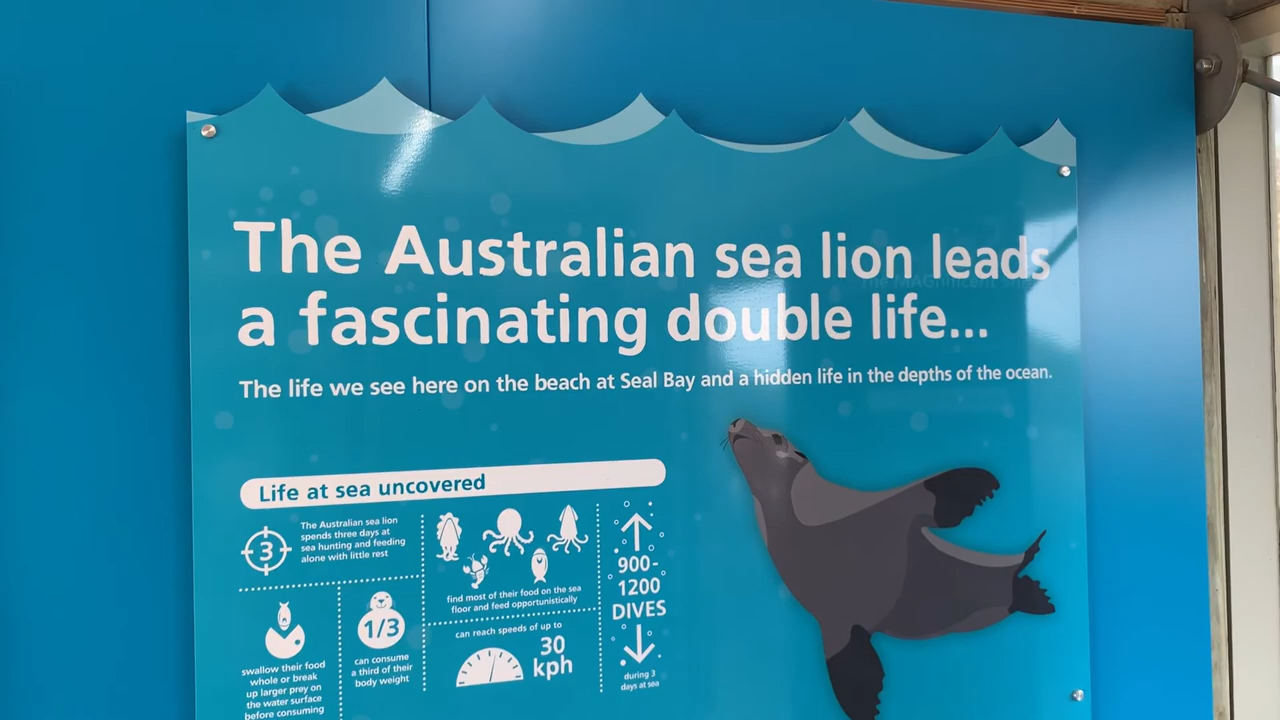 The Australian sea lion leads
a fascinating double life...
The life we see here on the beach at Seal Bay and a hidden life in the depths of the ocean.
Life at sea uncovered
3
The Australian sea lion
spends three days at
sea hunting and feeding
alone with little rest
swallow their food
whole or break
up larger prey on
the water surface
before consuming
1/3
can consume
a third of their
body weight
find most of their food on the sea
floor and feed opportunistically
can reach speeds of up to
30
kph
900-
1200
DIVES
during 3
days at sea